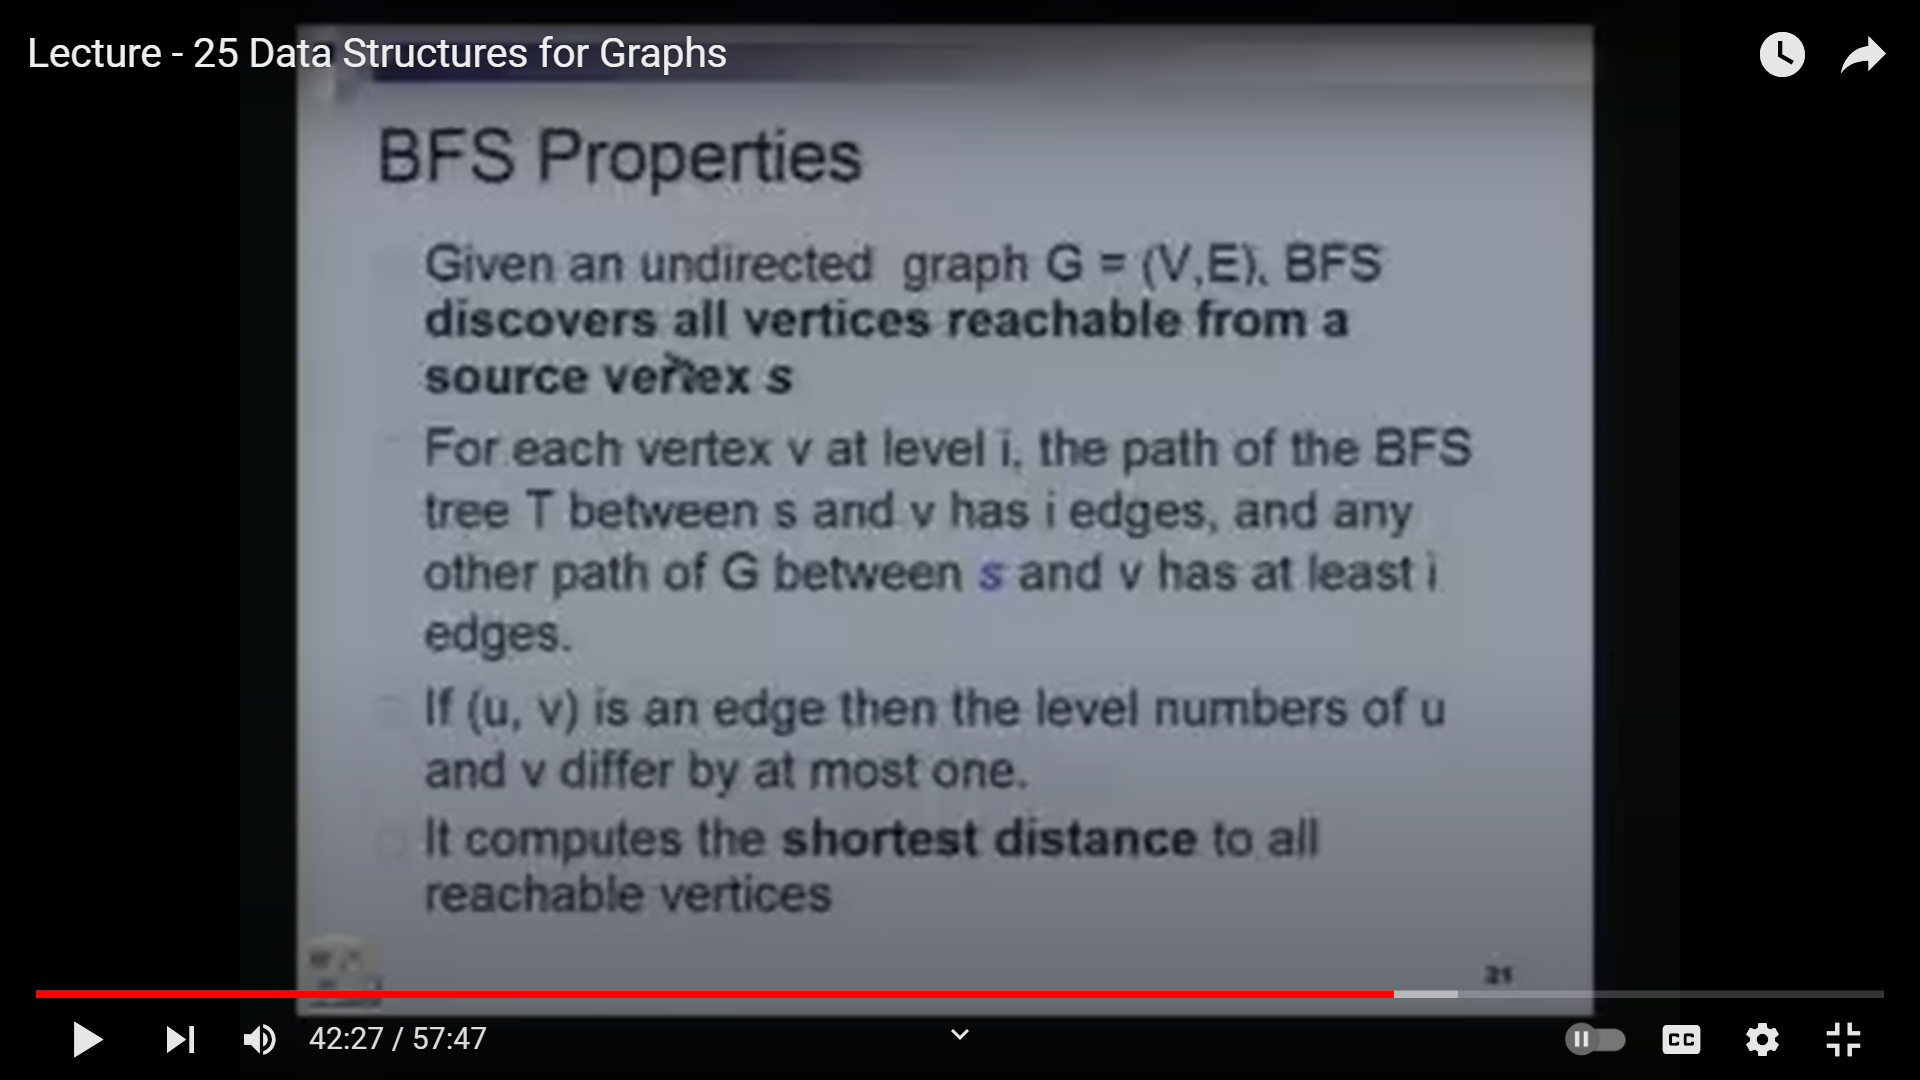 Lecture - 25 Data Structures for Graphs
BFS Properties
Given an undirected graph G = (V,E), BFS
discovers all vertices reachable from a
source vertex s
For each vertex v at level i, the path of the BFS
tree T between s and v has i edges, and any
other path of G between s and v has at least i
edges.
If (u, v) is an edge then the level numbers of u
and v differ by at most one.
It computes the shortest distance to all
reachable vertices
21
42:27 / 57:47
CC